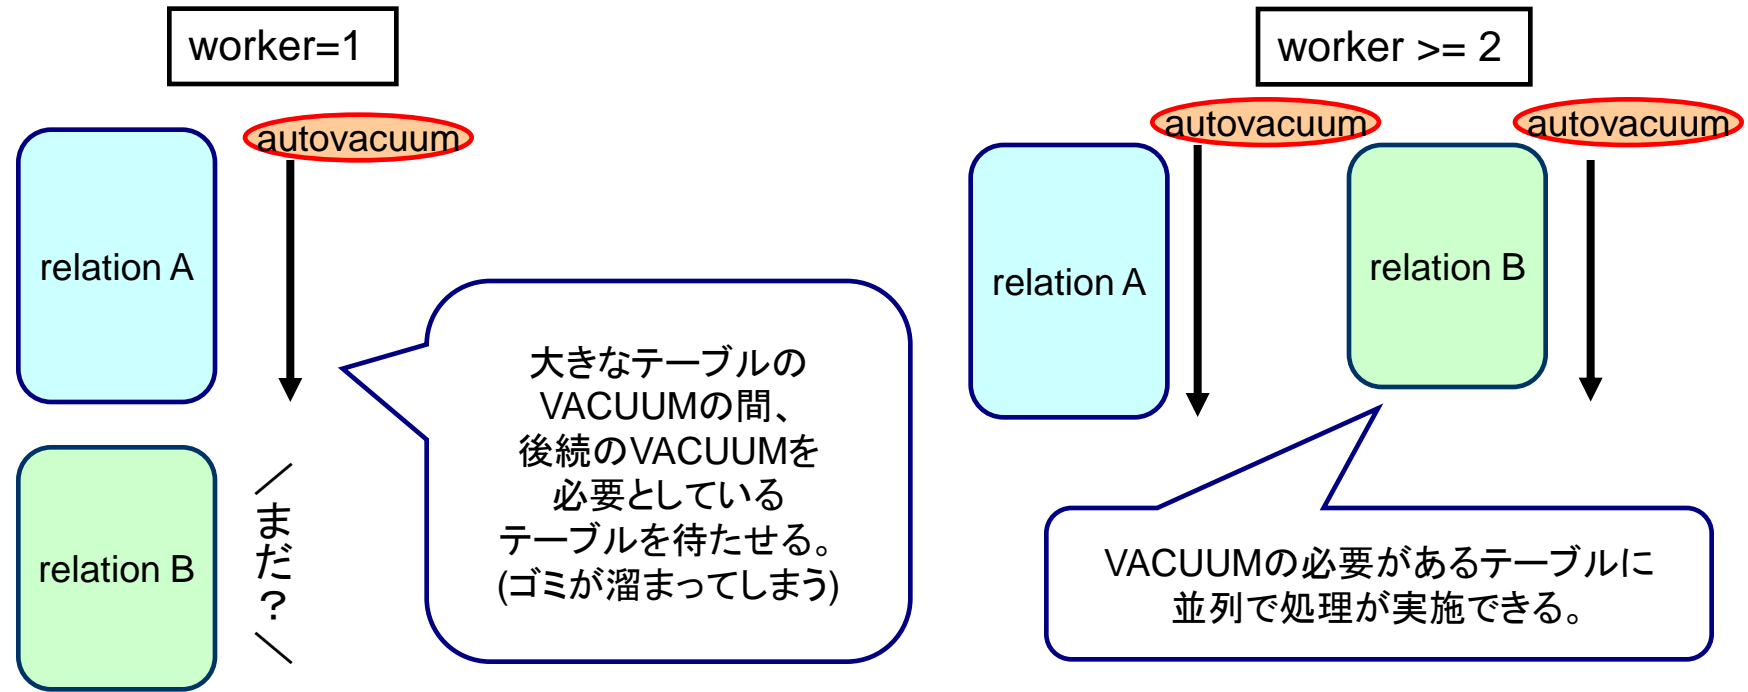 worker=1
autovacuum
relation A
大きなテーブルの
VACUUMの間、
後続のVACUUMを
必要としている
テーブルを待たせる。
(ゴミが溜まってしまう)
relation B
／まだ？＼
worker >= 2
autovacuum
autovacuum
relation A
relation B
VACUUMの必要があるテーブルに
並列で処理が実施できる。